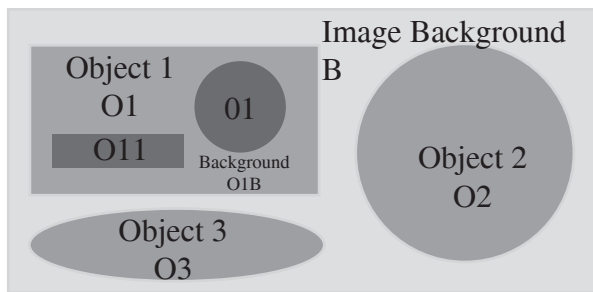 Image Background
B
Object 1
O1
01
O11
Background
O1B
Object 2
O2
Object 3
O3